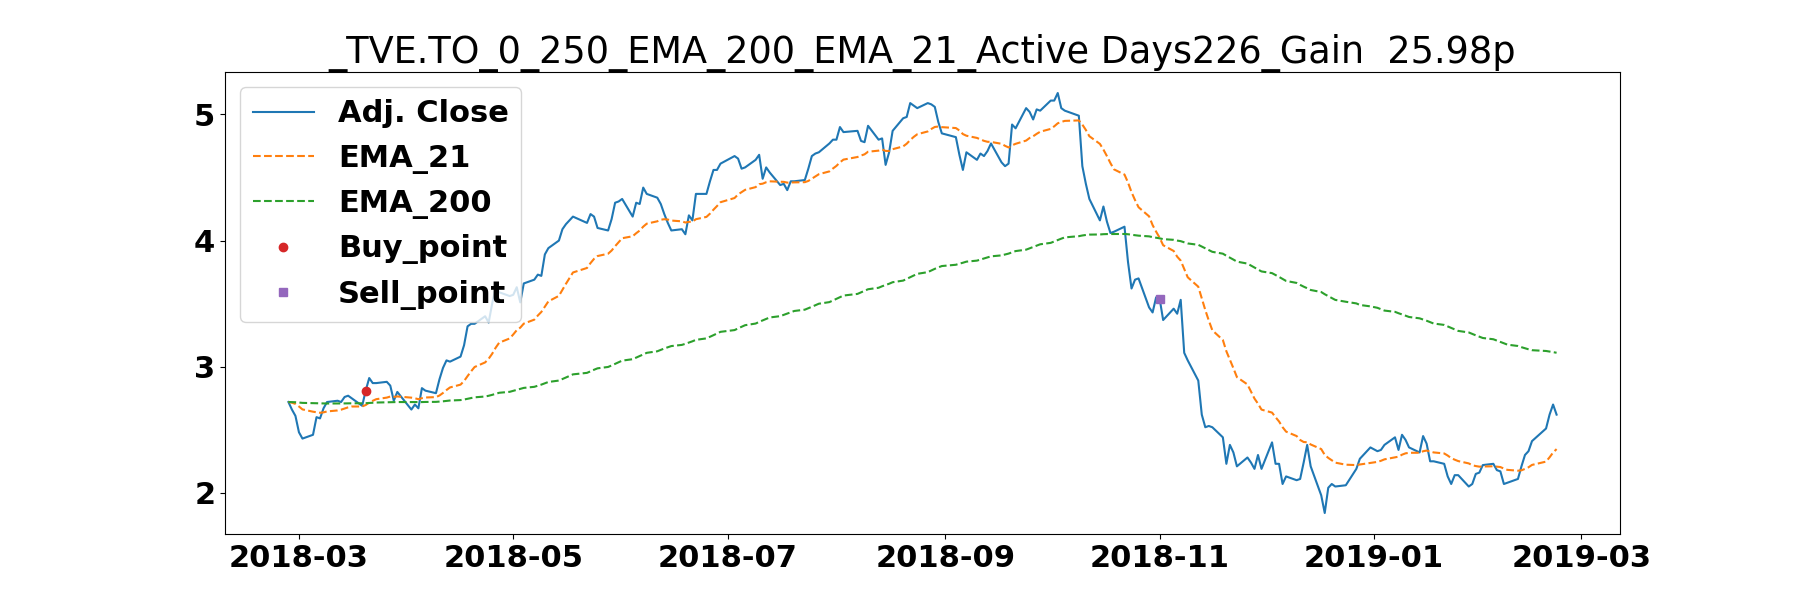 _TVE.TO_0_250_EMA_200_EMA_21_Active Days226_Gain  25.98p
Adj. Close
EMA_21
EMA_200
Buy_point
Sell_point
5
4
3
2
2018-03 2018-05 2018-07 2018-09 2018-11 2019-01 2019-03